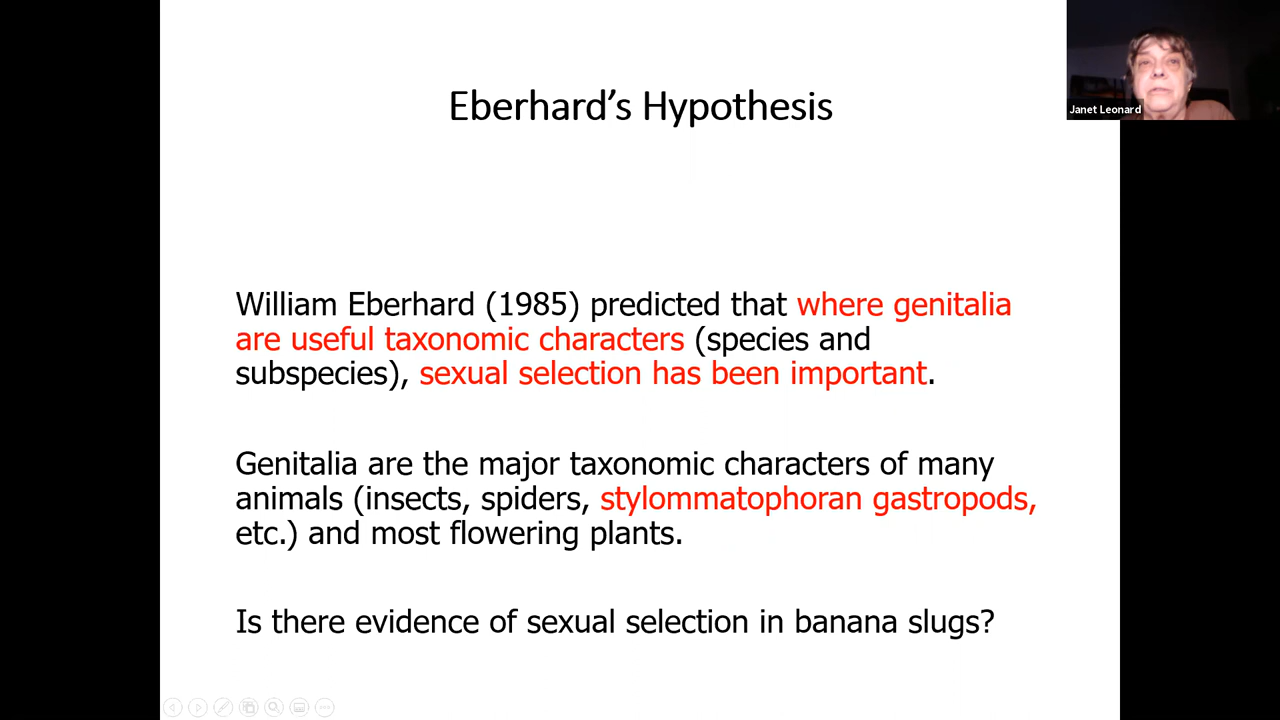 Eberhard’s Hypothesis
Janet Leonard
William Eberhard (1985) predicted that where genitalia
are useful taxonomic characters (species and
subspecies), sexual selection has been important.
Genitalia are the major taxonomic characters of many
animals (insects, spiders, stylommatophoran gastropods,
etc.) and most flowering plants.
Is there evidence of sexual selection in banana slugs?